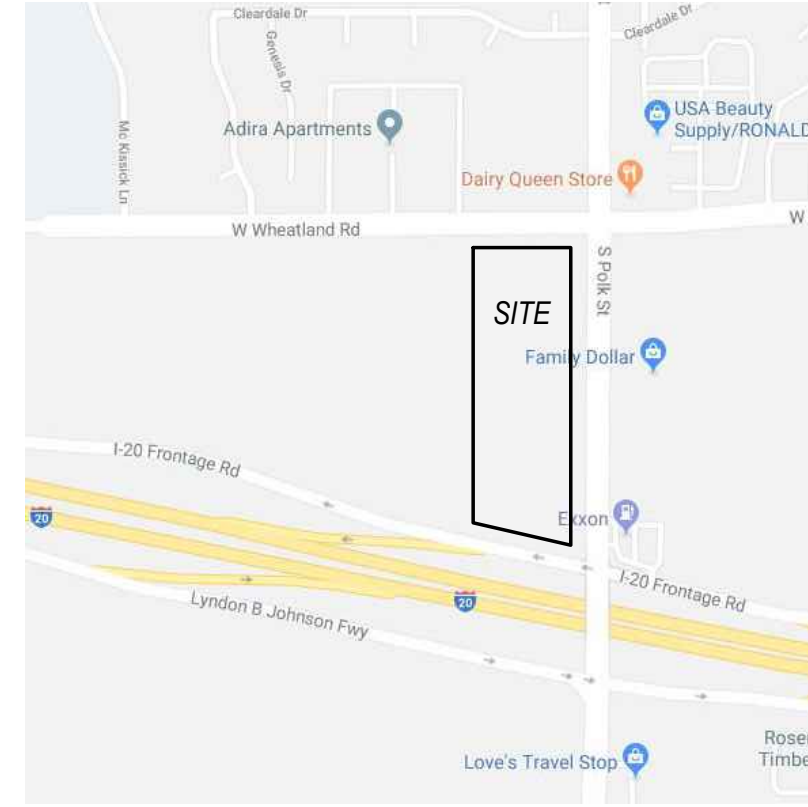 Cleardale Dr
Cleardale Dr
Genesis Dr
Mc Kissick Ln
Adira Apartments
USA Beauty
Supply/RONALD
Dairy Queen Store
W Wheatland Rd
W
S Polk St
SITE
Family Dollar
I-20 Frontage Rd
Exxon
20
I-20 Frontage Rd
20
Lyndon B Johnson Fwy
Love's Travel Stop
Rose
Timbe